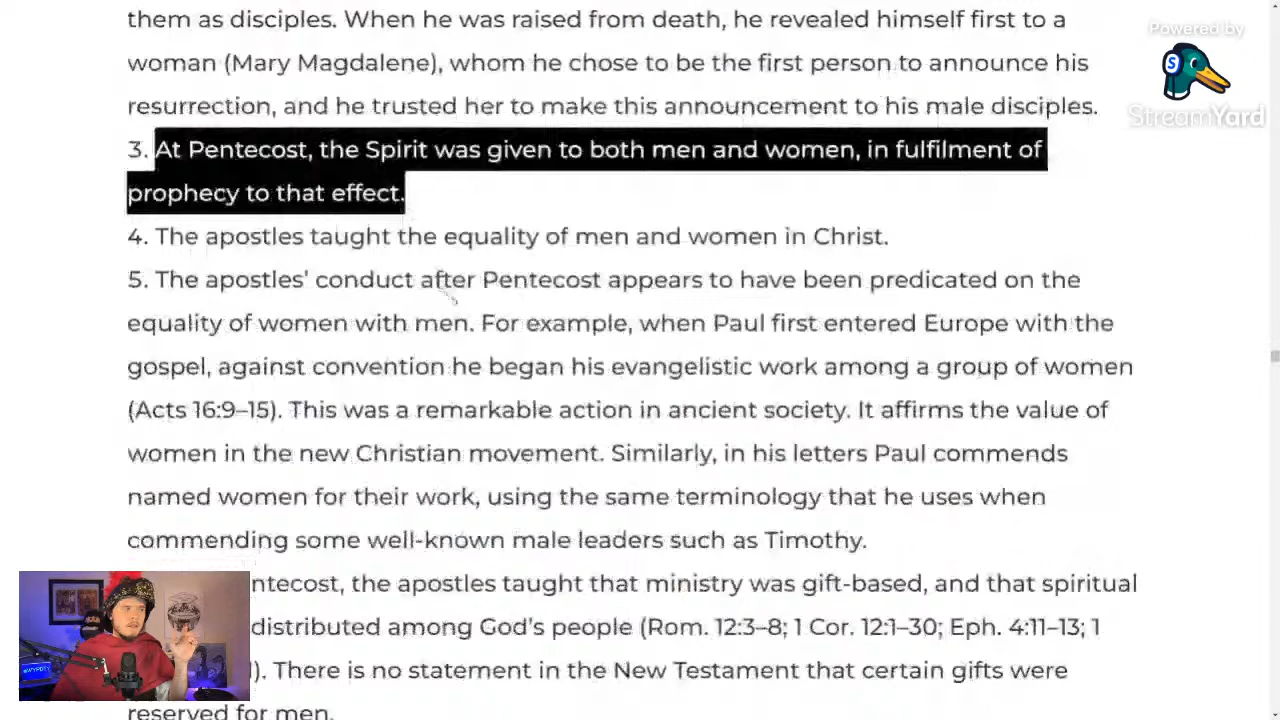 them as disciples. When he was raised from death, he revealed himself first to a
woman (Mary Magdalene), whom he chose to be the first person to announce his
resurrection, and he trusted her to make this announcement to his male disciples.
3. At Pentecost, the Spirit was given to both men and women, in fulfilment of
prophecy to that effect.
4. The apostles taught the equality of men and women in Christ.
5. The apostles' conduct after Pentecost appears to have been predicated on the
equality of women with men. For example, when Paul first entered Europe with the
gospel, against convention he began his evangelistic work among a group of women
(Acts 16:9–15). This was a remarkable action in ancient society. It affirms the value of
women in the new Christian movement. Similarly, in his letters Paul commends
named women for their work, using the same terminology that he uses when
commending some well-known male leaders such as Timothy.
ntecost, the apostles taught that ministry was gift-based, and that spiritual
distributed among God's people (Rom. 12:3–8; 1 Cor. 12:1–30; Eph. 4:11–13; 1
). There is no statement in the New Testament that certain gifts were
reserved for men.
Powered by
S
StreamYard